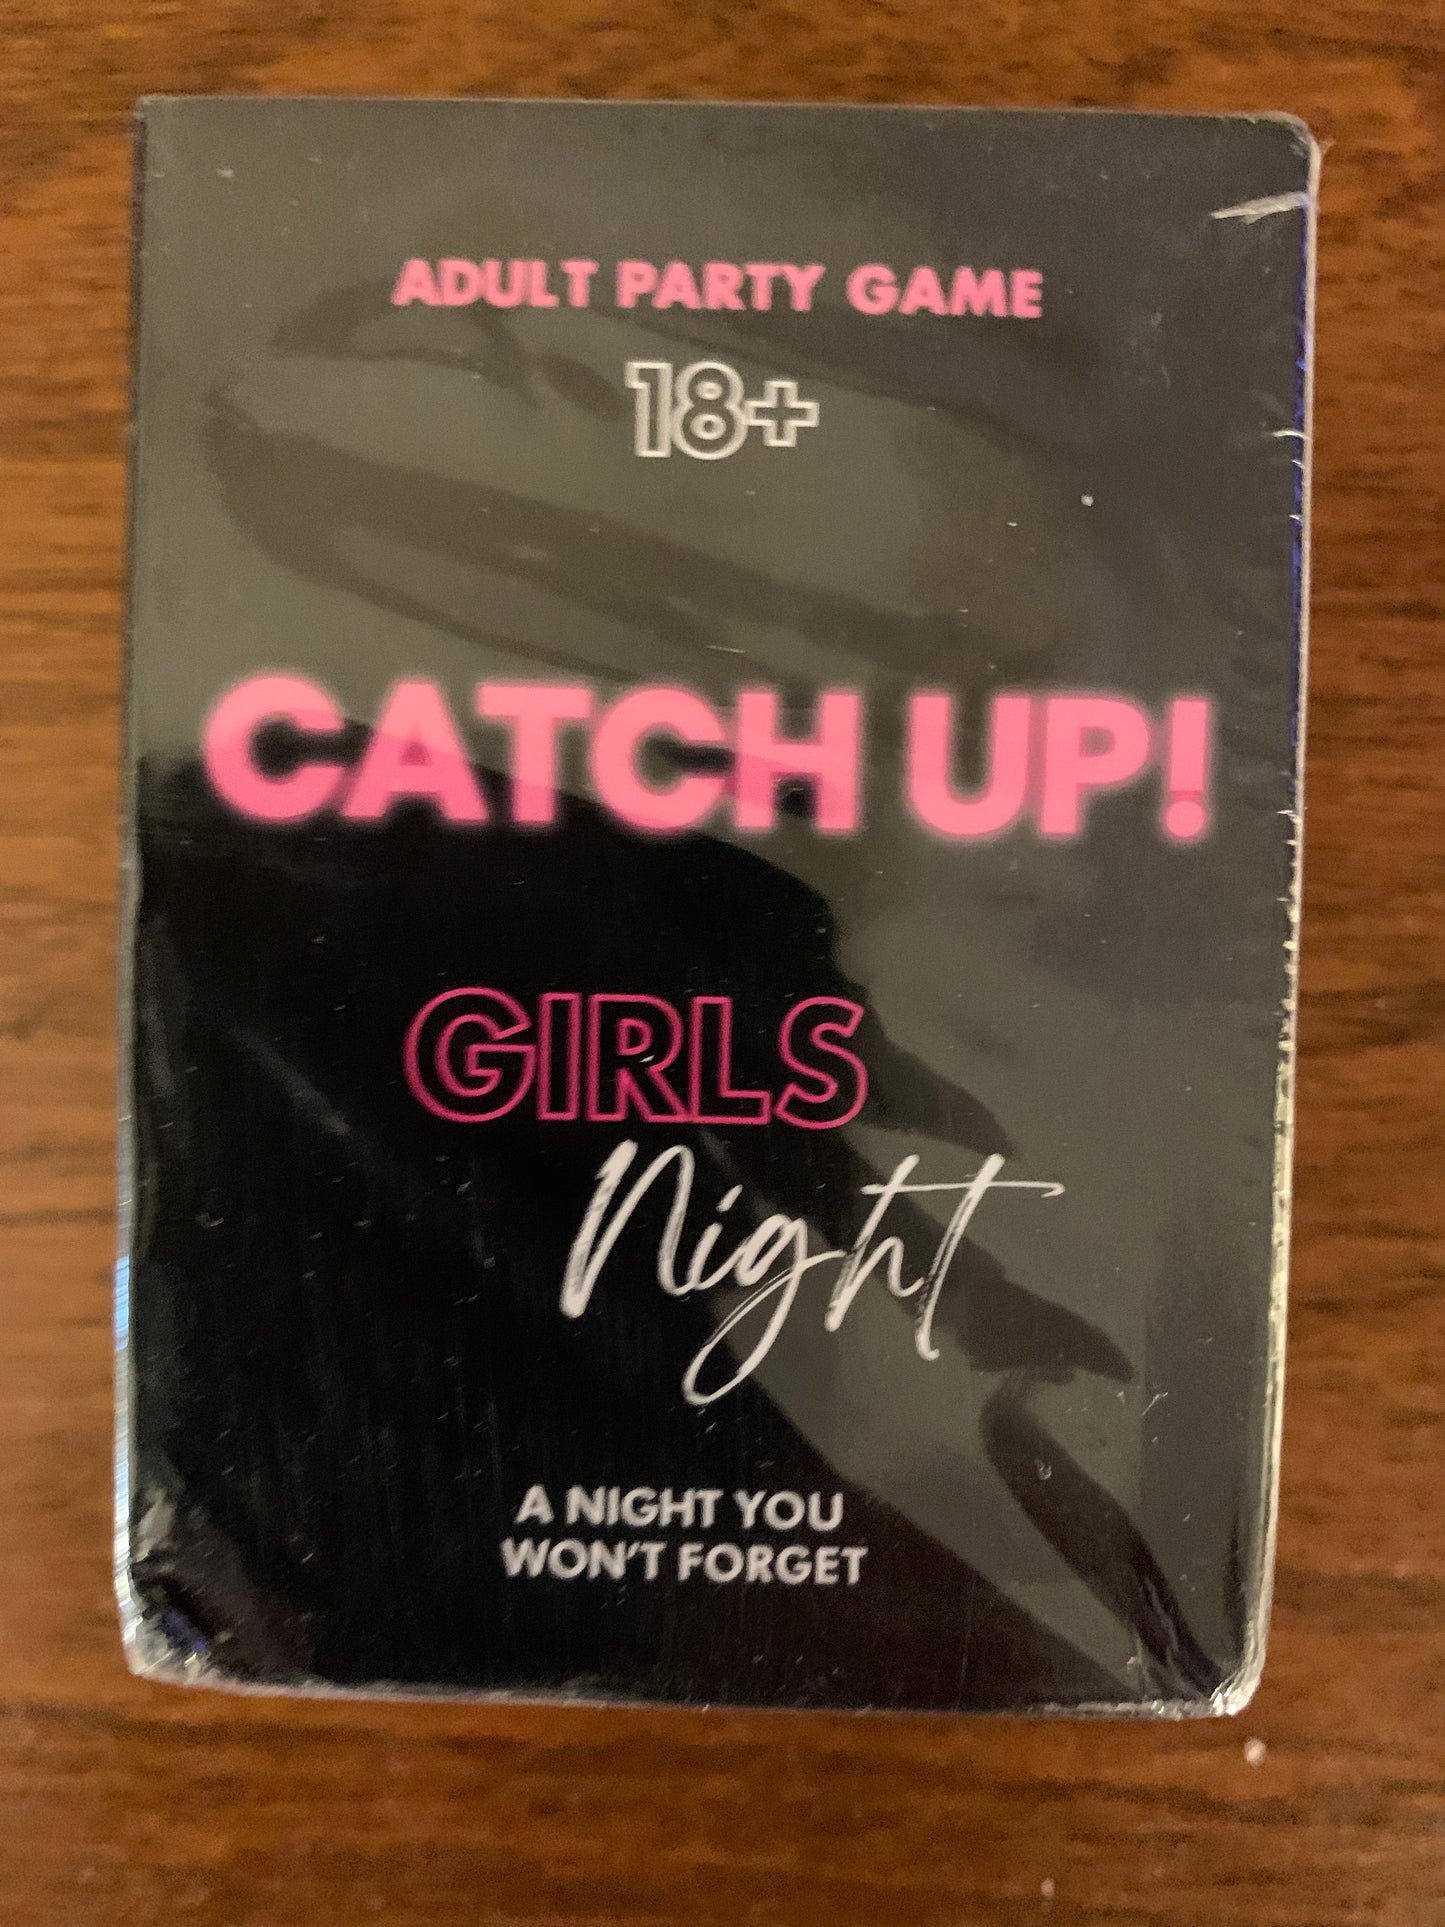 ADULT PARTY GAME
18+
CATCH UP!
GIRLS
Night
A NIGHT YOU
WON'T FORGET